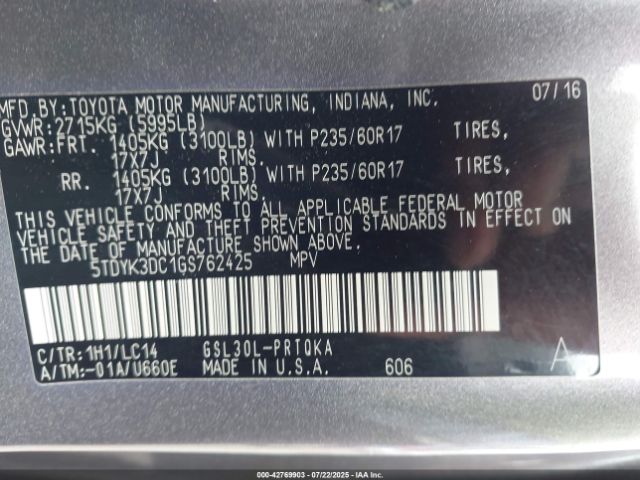 MFD BY:TOYOTA MOTOR MANUFACTURING, INDIANA, INC. 07/16
GVWR:2715KG (5995LB)
GAWR:FRT. 1405KG (3100LB) WITH P235/60R17 TIRES,
17X7J RIMS.
RR. 1405KG (3100LB) WITH P235/60R17 TIRES,
17X7J RIMS.
THIS VEHICLE CONFORMS TO ALL APPLICABLE FEDERAL MOTOR
VEHICLE SAFETY AND THEFT PREVENTION STANDARDS IN EFFECT ON
THE DATE OF MANUFACTURE SHOWN ABOVE.
5TDYK3DC1GS762425 MPV
C/TR:1H1/LC14 GSL30L-PRTQKA A
A/TM:-01A/U660E MADE IN U.S.A. 606
000-42769903 - 07/22/2025 - IAAI.COM